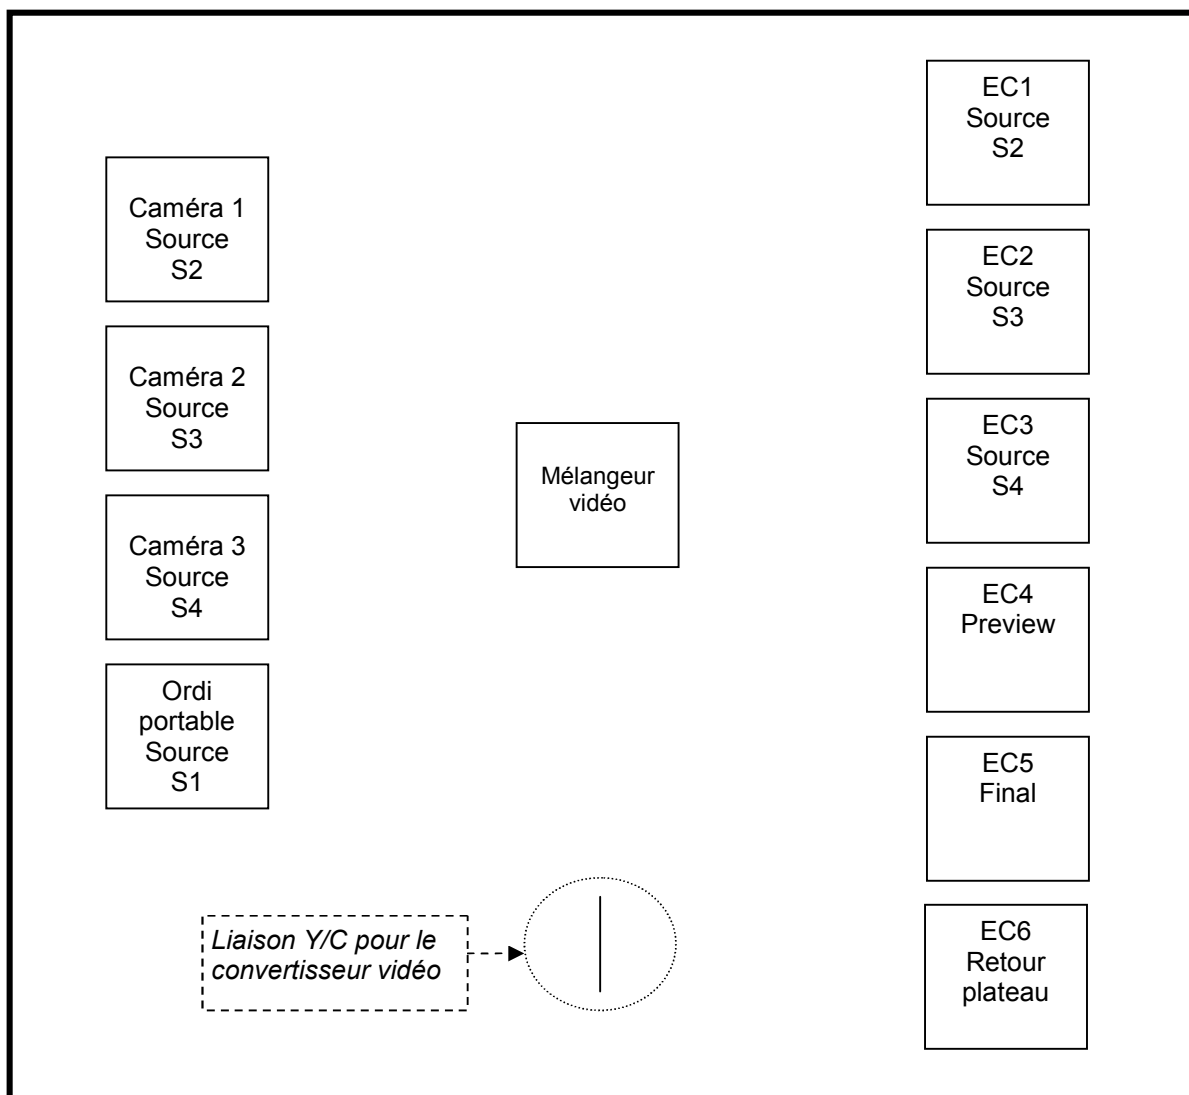 Caméra 1
Source
S2
Caméra 2
Source
S3
Caméra 3
Source
S4
Ordi
portable
Source
S1
Mélangeur
vidéo
Liaison Y/C pour le
convertisseur vidéo
EC1
Source
S2
EC2
Source
S3
EC3
Source
S4
EC4
Preview
EC5
Final
EC6
Retour
plateau